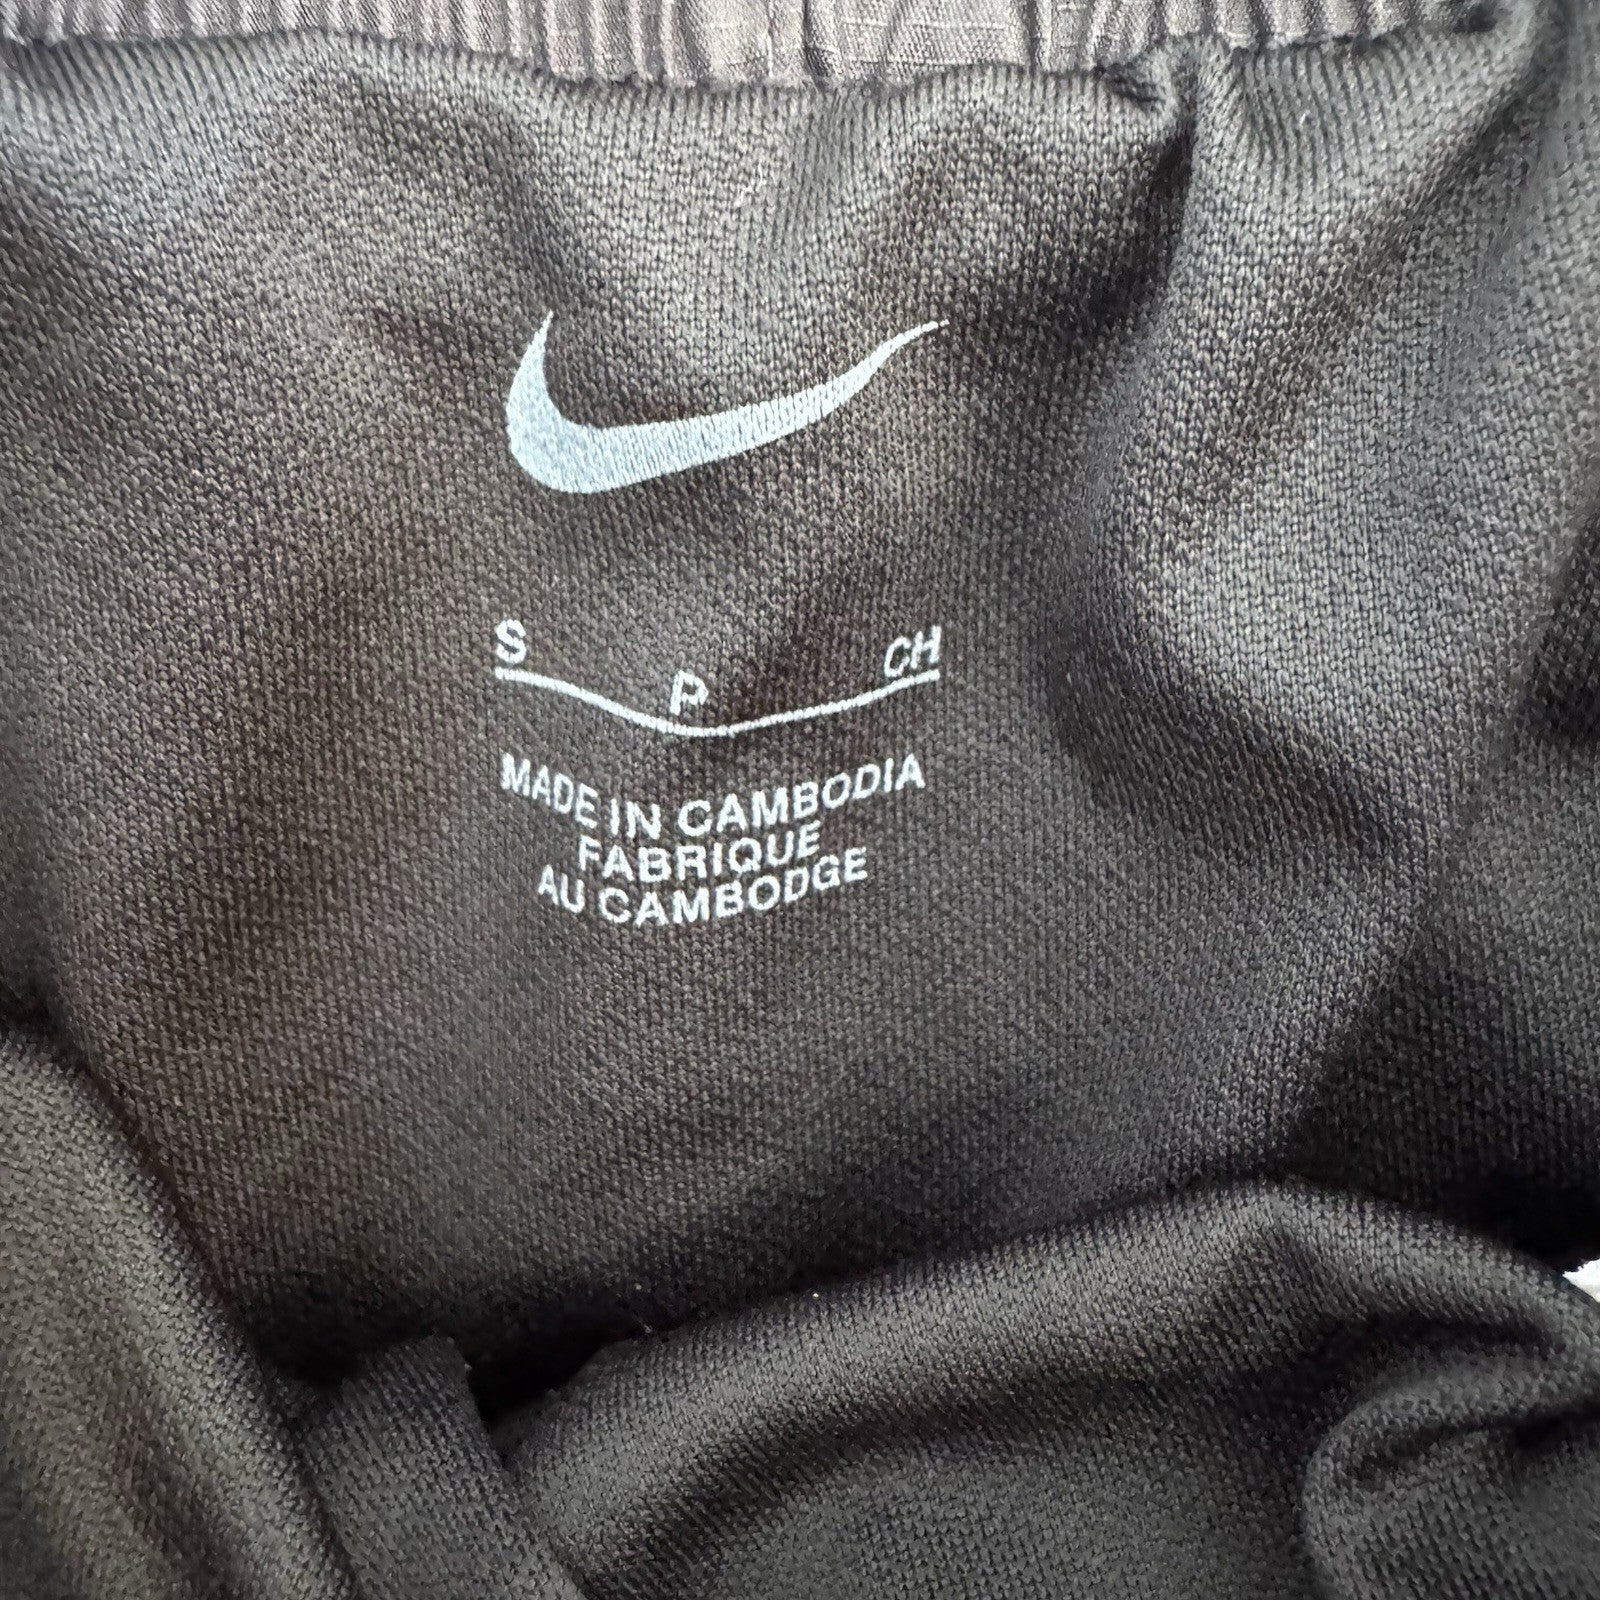 S P CH
MADE IN CAMBODIA
FABRIQUE
AU CAMBODGE